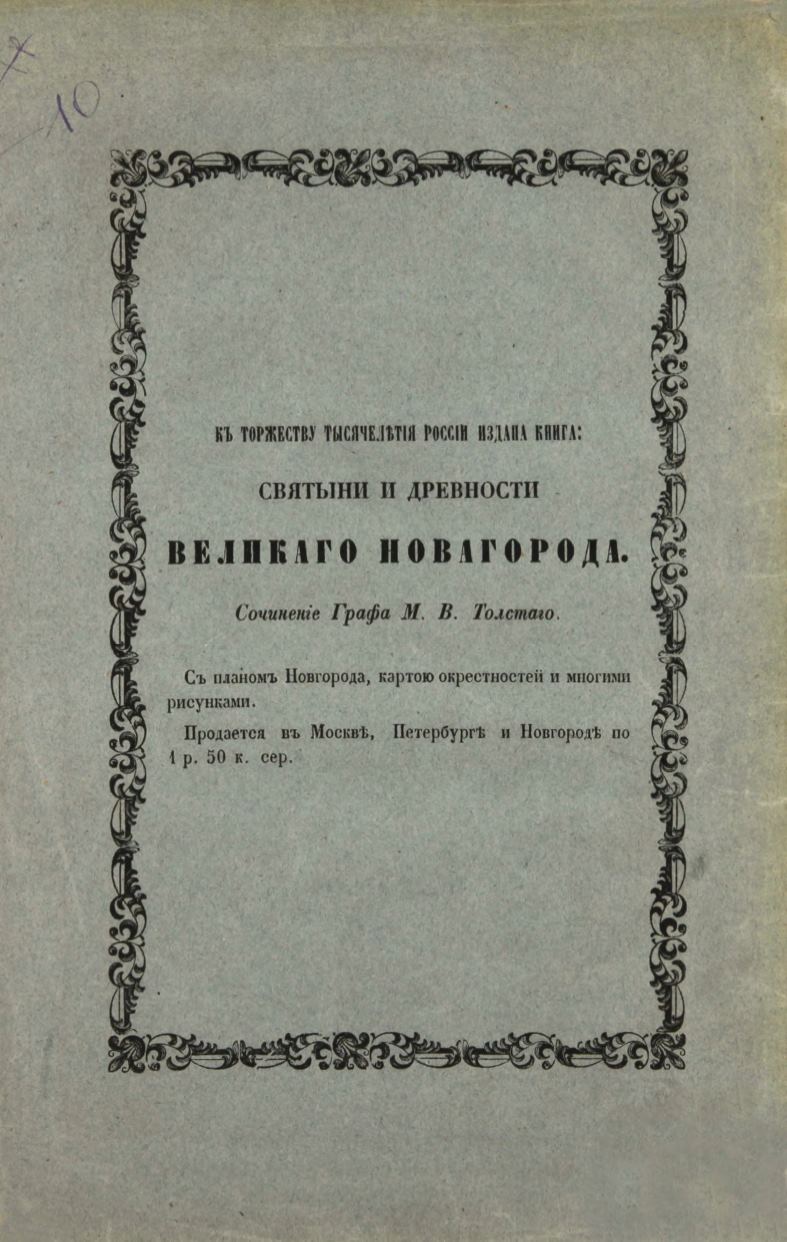 10
КЪ ТОРЖЕСТВУ ТЫСЯЧЕЛѢТІЯ РОССІИ ИЗДАНА КНИГА:
СВЯТЫНИ И ДРЕВНОСТИ
ВЕЛИКАГО НОВАГОРОДА.
Сочиненіе Графа М. В. Толстаго.
Съ планомъ Новгорода, картою окрестностей и многими
рисунками.
Продается въ Москвѣ, Петербургѣ и Новгородѣ по
1 р. 50 к. сер.